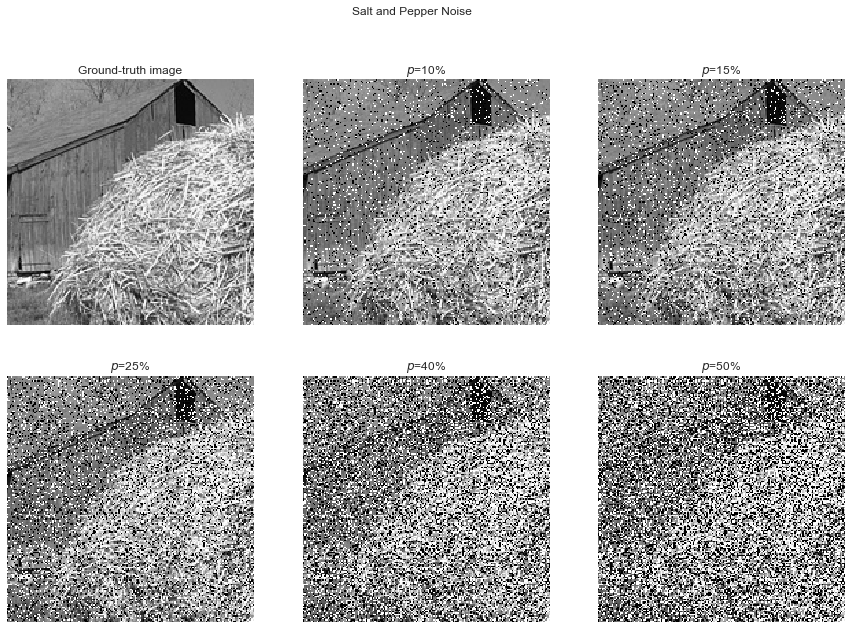 Salt and Pepper Noise
Ground-truth image
p=10%
p=15%
p=25%
p=40%
p=50%